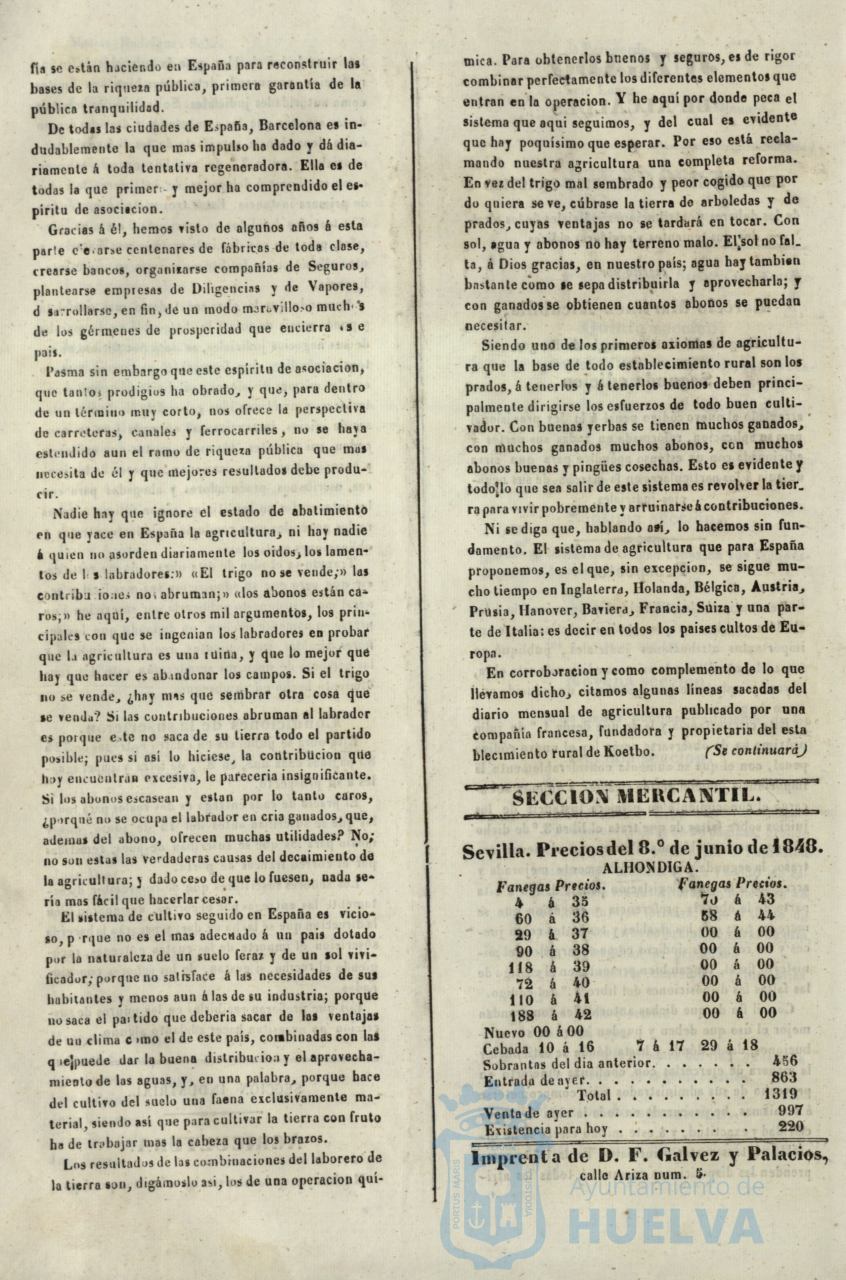 fía se están haciendo en España para reconstruir las
bases de la riqueza pública, primera garantía de la
pública tranquilidad.
De todas las ciudades de España, Barcelona es in-
dudablemente la que mas impulso ha dado y dá dia-
riamente á toda tentativa regeneradora. Ella es de
todas la que primer y mejor ha comprendido el es-
píritu de asociacion.
Gracias á él, hemos visto de algunos años á esta
parte c earse centenares de fábricas de toda clase,
crearse bancos, organizarse compañías de Seguros,
plantearse empresas de Diligencias y de Vapores,
d sarrollarse, en fin, de un modo maravilloso much s
de los gérmenes de prosperidad que encierra es e
pais.
Pasma sin embargo que este espíritu de asociacion,
que tantos prodigios ha obrado, y que, para dentro
de un término muy corto, nos ofrece la perspectiva
de carreteras, canales y ferrocarriles, no se haya
estendido aun el ramo de riqueza pública que mas
necesita de él y que mejores resultados debe produ-
cir.
Nadie hay que ignore el estado de abatimiento
en que yace en España la agricultura, ni hay nadie
á quien no asorden diariamente los oidos, los lamen-
tos de l s labradores:» «El trigo no se vende;» las
contribu iones nos abruman;» «los abonos están ca-
ros;» he aquí, entre otros mil argumentos, los prin-
cipales con que se ingenian los labradores en probar
que la agricultura es una ruina, y que lo mejor que
hay que hacer es abandonar los campos. Si el trigo
no se vende, ¿hay mas que sembrar otra cosa que
se venda? Si las contribuciones abruman al labrador
es porque este no saca de su tierra todo el partido
posible; pues si así lo hiciese, la contribucion que
hoy encuentran excesiva, le pareceria insignificante.
Si los abonos escasean y estan por lo tanto caros,
¿porqué no se ocupa el labrador en cria ganados, que,
ademas del abono, ofrecen muchas utilidades? No;
no son estas las verdaderas causas del decaimiento de
la agricultura; y dado ceso de que lo fuesen, nada se-
ría mas fácil que hacerlar cesar.
El sistema de cultivo seguido en España es vicio-
so, p rque no es el mas adecuado á un pais dotado
por la naturaleza de un suelo feraz y de un sol vivi-
ficador; porque no satisface á las necesidades de sus
habitantes y menos aun á las de su industria; porque
no saca el partido que deberia sacar de las ventajas
de un clima c mo el de este país, combinadas con las
que puede dar la buena distribucion y el aprovecha-
miento de las aguas, y, en una palabra, porque hace
del cultivo del suelo una faena exclusivamente ma-
terial, siendo así que para cultivar la tierra con fruto
ha de trabajar mas la cabeza que los brazos.
Los resultados de las combinaciones del laborero de
la tierra son, digámoslo asi, los de una operacion quí-
mica. Para obtenerlos buenos y seguros, es de rigor
combinar perfectamente los diferentes elementos que
entran en la operacion. Y he aquí por donde peca el
sistema que aqui seguimos, y del cual es evidente
que hay poquísimo que esperar. Por eso está recla-
mando nuestra agricultura una completa reforma.
En vez del trigo mal sembrado y peor cogido que por
do quiera se ve, cúbrase la tierra de arboledas y de
prados, cuyas ventajas no se tardará en tocar. Con
sol, agua y abonos no hay terreno malo. El sol no fal_
ta, á Dios gracias, en nuestro país; agua hay tambien
bastante como se sepa distribuirla y aprovecharla; y
con ganados se obtienen cuantos abonos se puedan
necesitar.
Siendo uno de los primeros axiomas de agricultu-
ra que la base de todo establecimiento rural son los
prados, á tenerlos y á tenerlos buenos deben princi-
palmente dirigirse los esfuerzos de todo buen culti-
vador. Con buenas yerbas se tienen muchos ganados,
con muchos ganados muchos abonos, con muchos
abonos buenas y pingües cosechas. Esto es evidente y
todo lo que sea salir de este sistema es revolver la tier_
ra para vivir pobremente y arruinarse á contribuciones.
Ni se diga que, hablando así, lo hacemos sin fun-
damento. El sistema de agricultura que para España
proponemos, es el que, sin excepcion, se sigue mu-
cho tiempo en Inglaterra, Holanda, Bélgica, Austria,
Prusia, Hanover, Baviera, Francia, Suiza y una par-
te de Italia: es decir en todos los paises cultos de Eu-
ropa.
En corroboracion y como complemento de lo que
llevamos dicho, citamos algunas líneas sacadas del
diario mensual de agricultura publicado por una
compañía francesa, fundadora y propietaria del esta
blecimiento rural de Koetbo. (Se continuará)
SECCION MERCANTIL.
Sevilla. Precios del 8.º de junio de 1848.
ALHONDIGA.
Fanegas Precios. Fanegas Precios.
4 á 35 70 á 43
60 á 36 58 á 44
29 á 37 00 á 00
90 á 38 00 á 00
118 á 39 00 á 00
72 á 40 00 á 00
110 á 41 00 á 00
188 á 42 00 á 00
Nuevo 00 á 00
Cebada 10 á 16 7 á 17 29 á 18
Sobrantas del dia anterior. . . . . . . 456
Entrada de ayer. . . . . . . . . . . 863
Total . . . . . . . . . 1319
Venta de ayer . . . . . . . . . . . 997
Existencia para hoy . . . . . . . . 220
Imprenta de D. F. Galvez y Palacios,
calle Ariza num. 5.
PORTUS MARIS
CUSTODIA
Ayuntamiento de
HUELVA